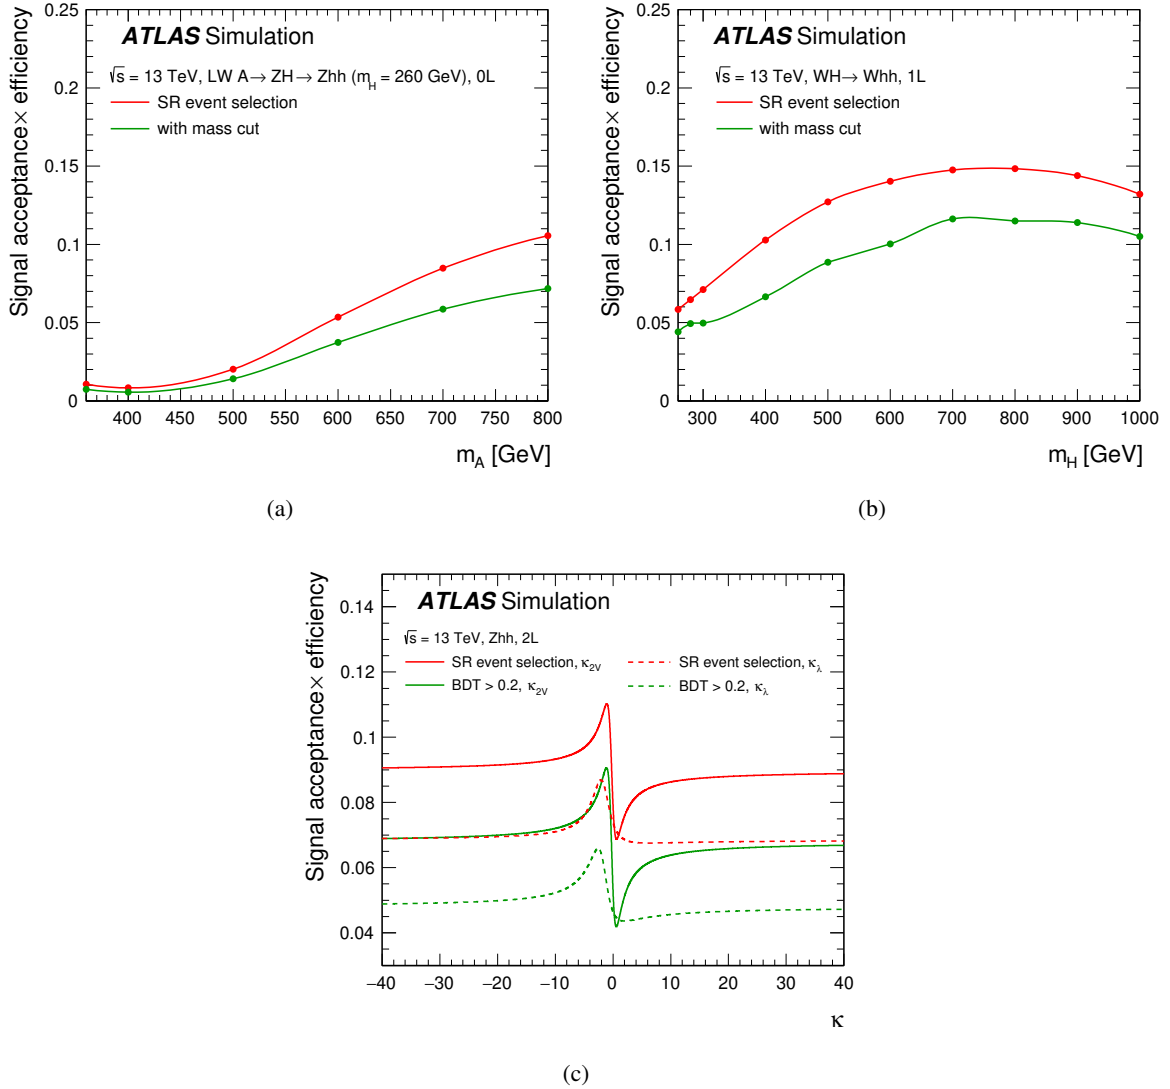 Signal acceptance× efficiency
0.25
0.2
0.15
0.1
0.05
0
ATLAS Simulation
√s = 13 TeV, LW A→ ZH→ Zhh (m_H = 260 GeV), 0L
SR event selection
with mass cut
400 450 500 550 600 650 700 750 800
m_A [GeV]
(a)
Signal acceptance× efficiency
0.25
0.2
0.15
0.1
0.05
0
ATLAS Simulation
√s = 13 TeV, WH→ Whh, 1L
SR event selection
with mass cut
300 400 500 600 700 800 900 1000
m_H [GeV]
(b)
Signal acceptance× efficiency
0.14
0.12
0.1
0.08
0.06
0.04
ATLAS Simulation
√s = 13 TeV, Zhh, 2L
SR event selection, κ_2V SR event selection, κ_λ
BDT > 0.2, κ_2V BDT > 0.2, κ_λ
−40 −30 −20 −10 0 10 20 30 40
κ
(c)